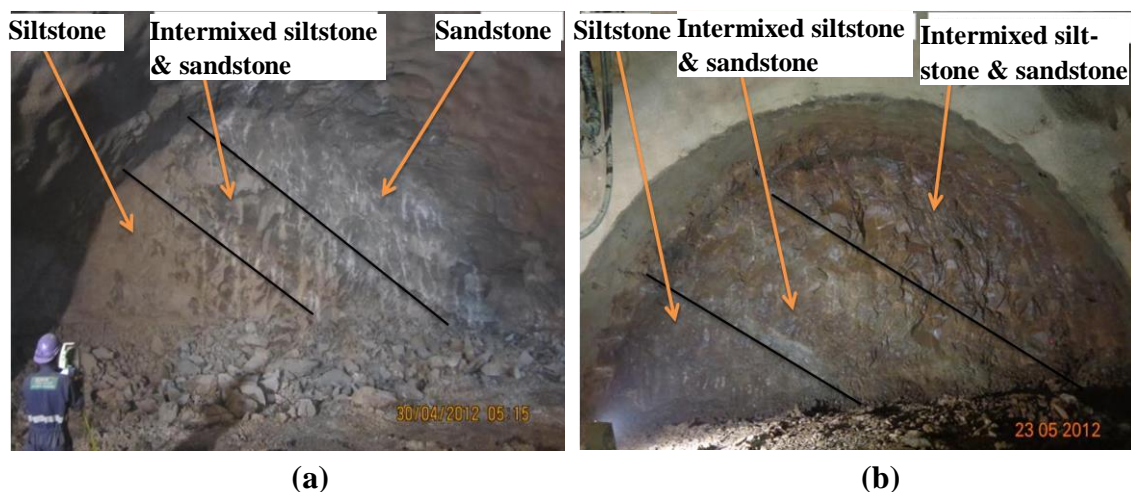 Siltstone
Intermixed siltstone
& sandstone
Sandstone
30/04/2012 05 15
(a)
Siltstone
Intermixed siltstone
& sandstone
Intermixed silt-
stone & sandstone
23 05 2012
(b)